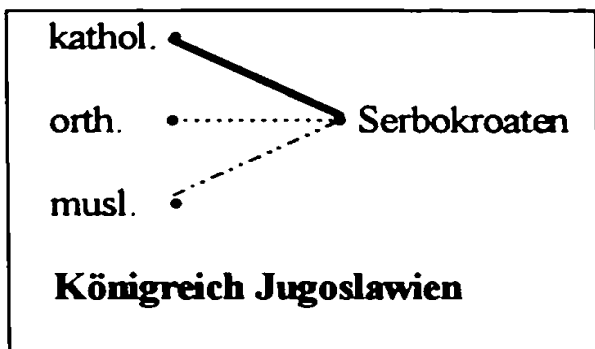 kathol.
orth. Serbokroaten
musl.
Königreich Jugoslawien